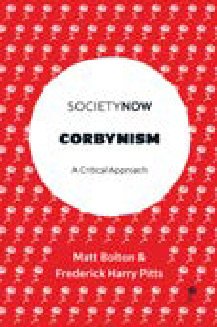 SOCIETYNOW
CORBYNISM
A Critical Approach
Matt Bolton &
Frederick Harry Pitts